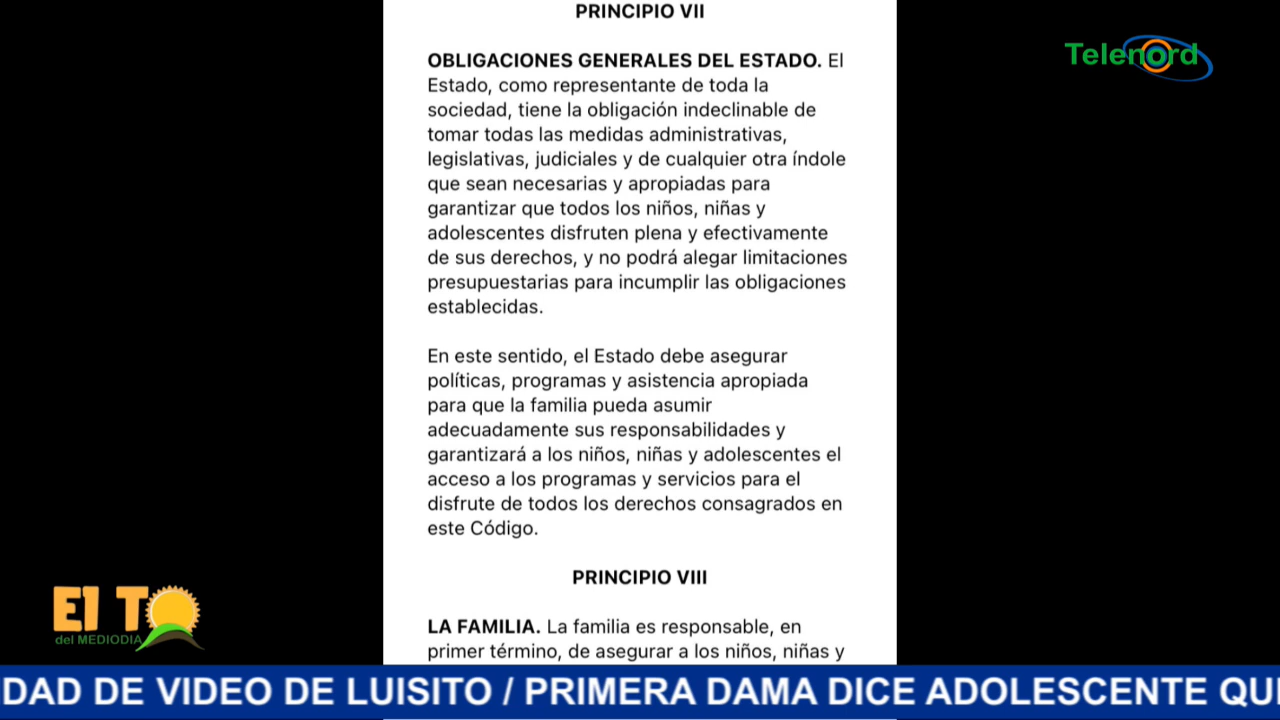 PRINCIPIO VII
Telenord
OBLIGACIONES GENERALES DEL ESTADO. El
Estado, como representante de toda la
sociedad, tiene la obligación indeclinable de
tomar todas las medidas administrativas,
legislativas, judiciales y de cualquier otra índole
que sean necesarias y apropiadas para
garantizar que todos los niños, niñas y
adolescentes disfruten plena y efectivamente
de sus derechos, y no podrá alegar limitaciones
presupuestarias para incumplir las obligaciones
establecidas.
En este sentido, el Estado debe asegurar
políticas, programas y asistencia apropiada
para que la familia pueda asumir
adecuadamente sus responsabilidades y
garantizará a los niños, niñas y adolescentes el
acceso a los programas y servicios para el
disfrute de todos los derechos consagrados en
este Código.
PRINCIPIO VIII
LA FAMILIA. La familia es responsable, en
primer término, de asegurar a los niños, niñas y
El T
del MEDIODIA
DAD DE VIDEO DE LUISITO / PRIMERA DAMA DICE ADOLESCENTE QUE